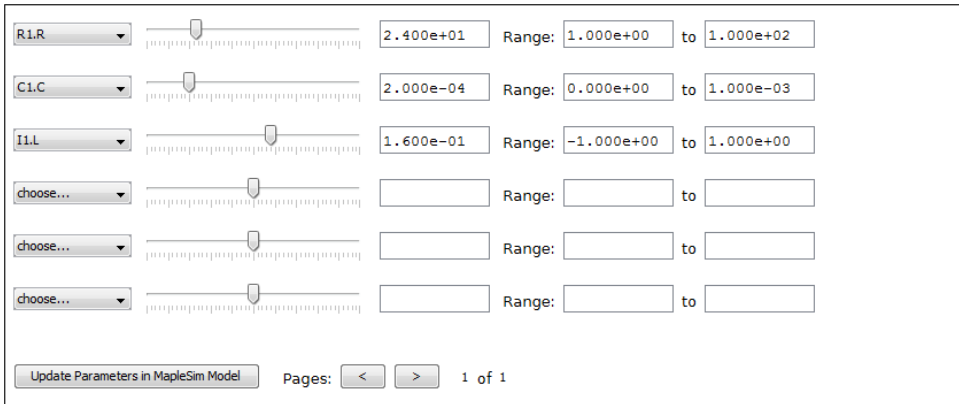 R1.R 2.400e+01 Range: 1.000e+00 to 1.000e+02
C1.C 2.000e-04 Range: 0.000e+00 to 1.000e-03
I1.L 1.600e-01 Range: -1.000e+00 to 1.000e+00
choose... Range: to
choose... Range: to
choose... Range: to
Update Parameters in MapleSim Model Pages: < > 1 of 1